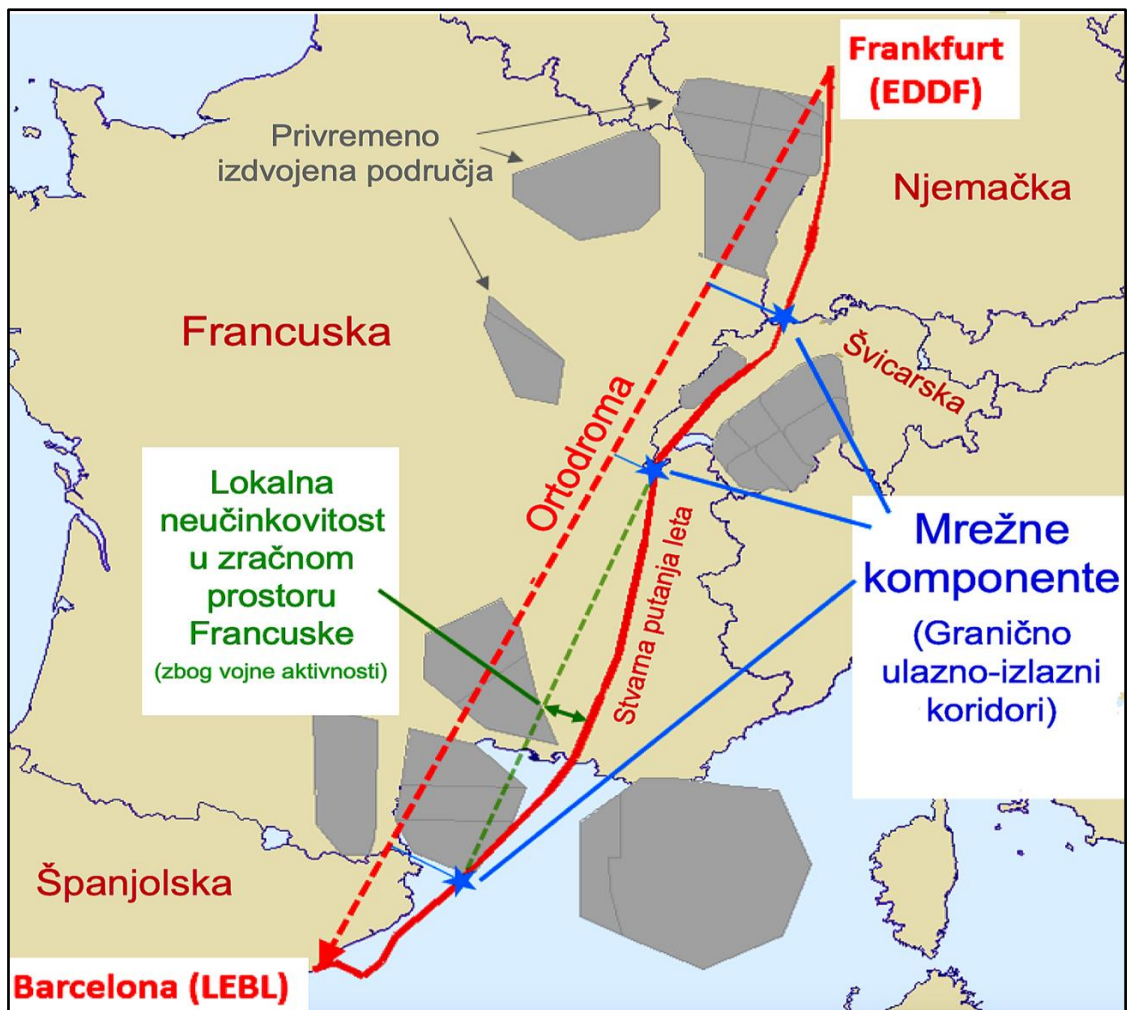 Frankfurt
(EDDF)
Privremeno
izdvojena područja
Njemačka
Francuska
Švicarska
Ortodroma
Lokalna
neučinkovitost
u zračnom
prostoru
Francuske
(zbog vojne aktivnosti)
Stvarna putanja leta
Mrežne
komponente
(Granično
ulazno-izlazni
koridori)
Španjolska
Barcelona (LEBL)